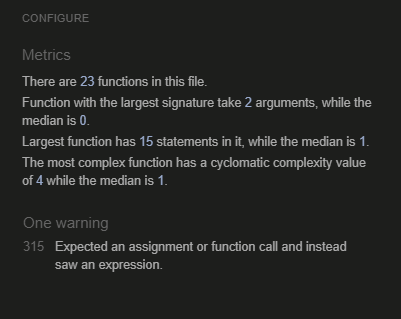 CONFIGURE
Metrics
There are 23 functions in this file.
Function with the largest signature take 2 arguments, while the
median is 0.
Largest function has 15 statements in it, while the median is 1.
The most complex function has a cyclomatic complexity value
of 4 while the median is 1.
One warning
315 Expected an assignment or function call and instead
saw an expression.